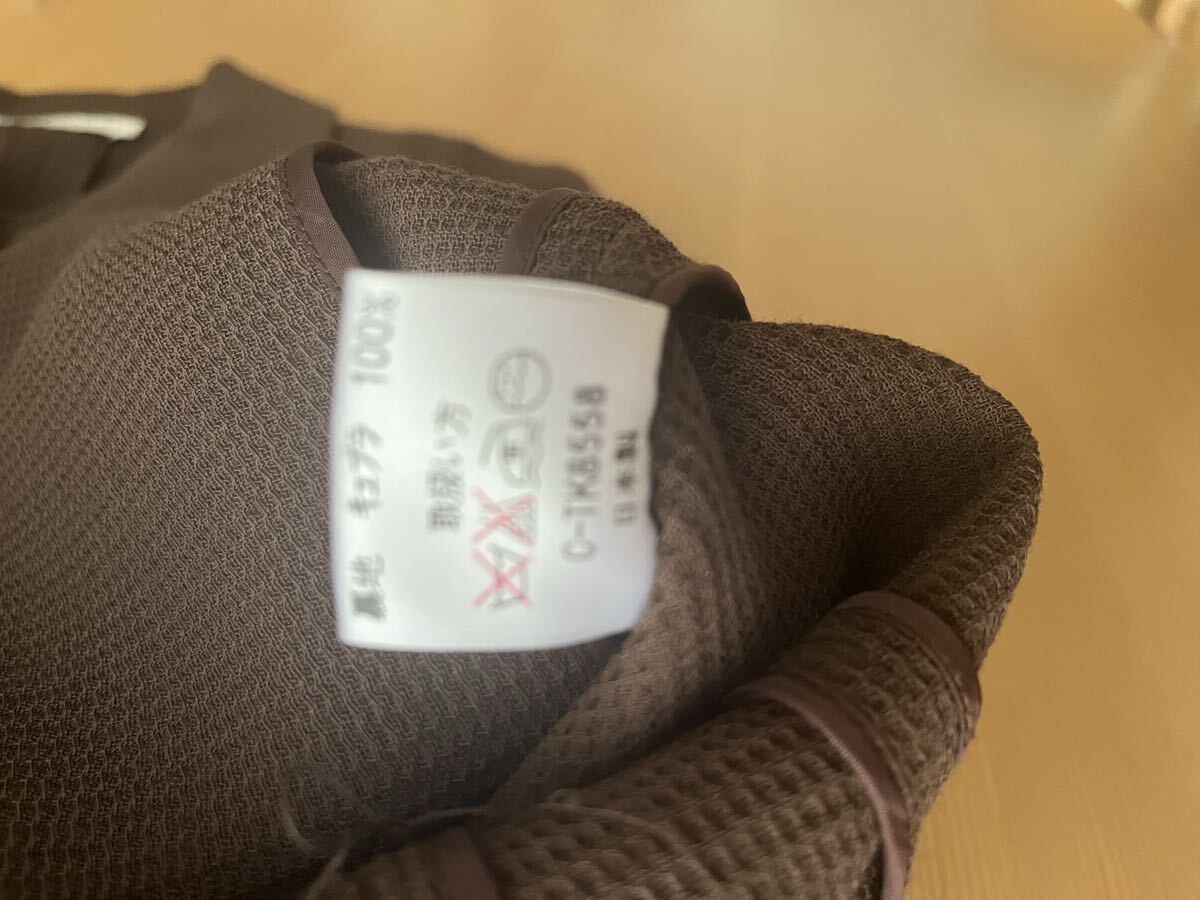 裏地 キュプラ 100%
取扱い方
C-TK8558
日本製